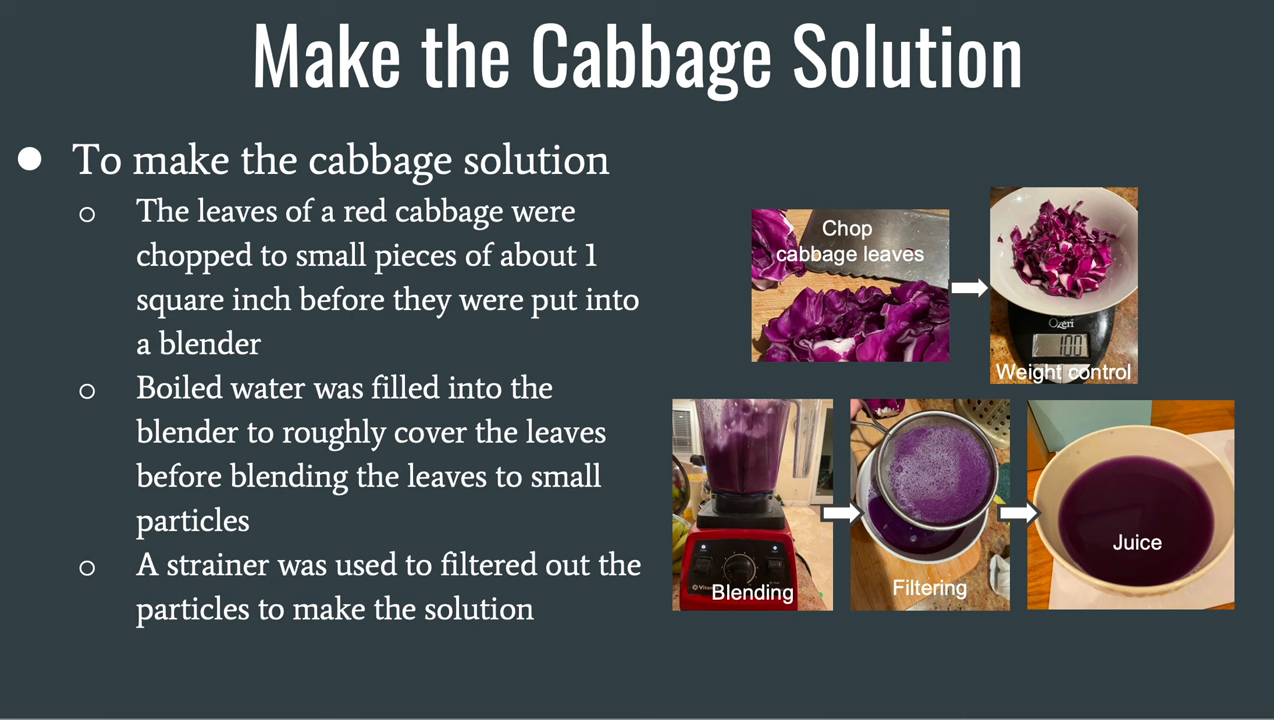 Make the Cabbage Solution
● To make the cabbage solution
○ The leaves of a red cabbage were
chopped to small pieces of about 1
square inch before they were put into
a blender
○ Boiled water was filled into the
blender to roughly cover the leaves
before blending the leaves to small
particles
○ A strainer was used to filtered out the
particles to make the solution
Chop
cabbage leaves
Ozeri
100
Weight control
Blending
Filtering
Juice